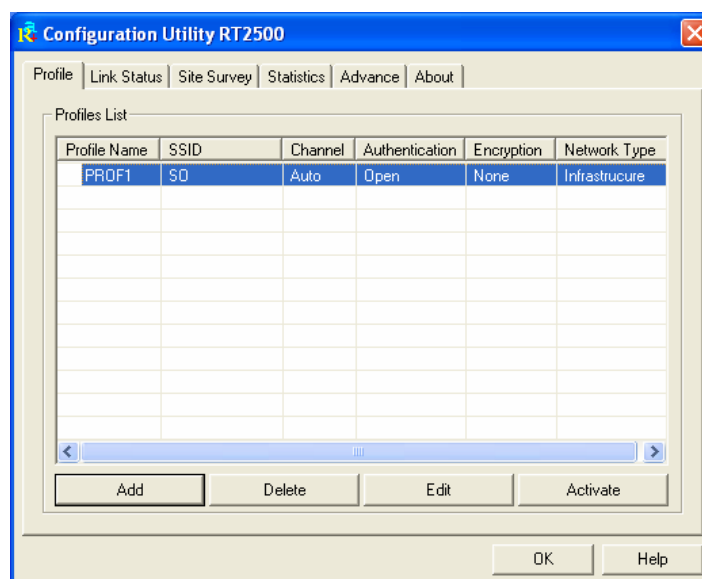 Configuration Utility RT2500
Profile Link Status Site Survey Statistics Advance About
Profiles List
Profile Name SSID Channel Authentication Encryption Network Type
PROF1 SO Auto Open None Infrastrucure
Add Delete Edit Activate
OK Help